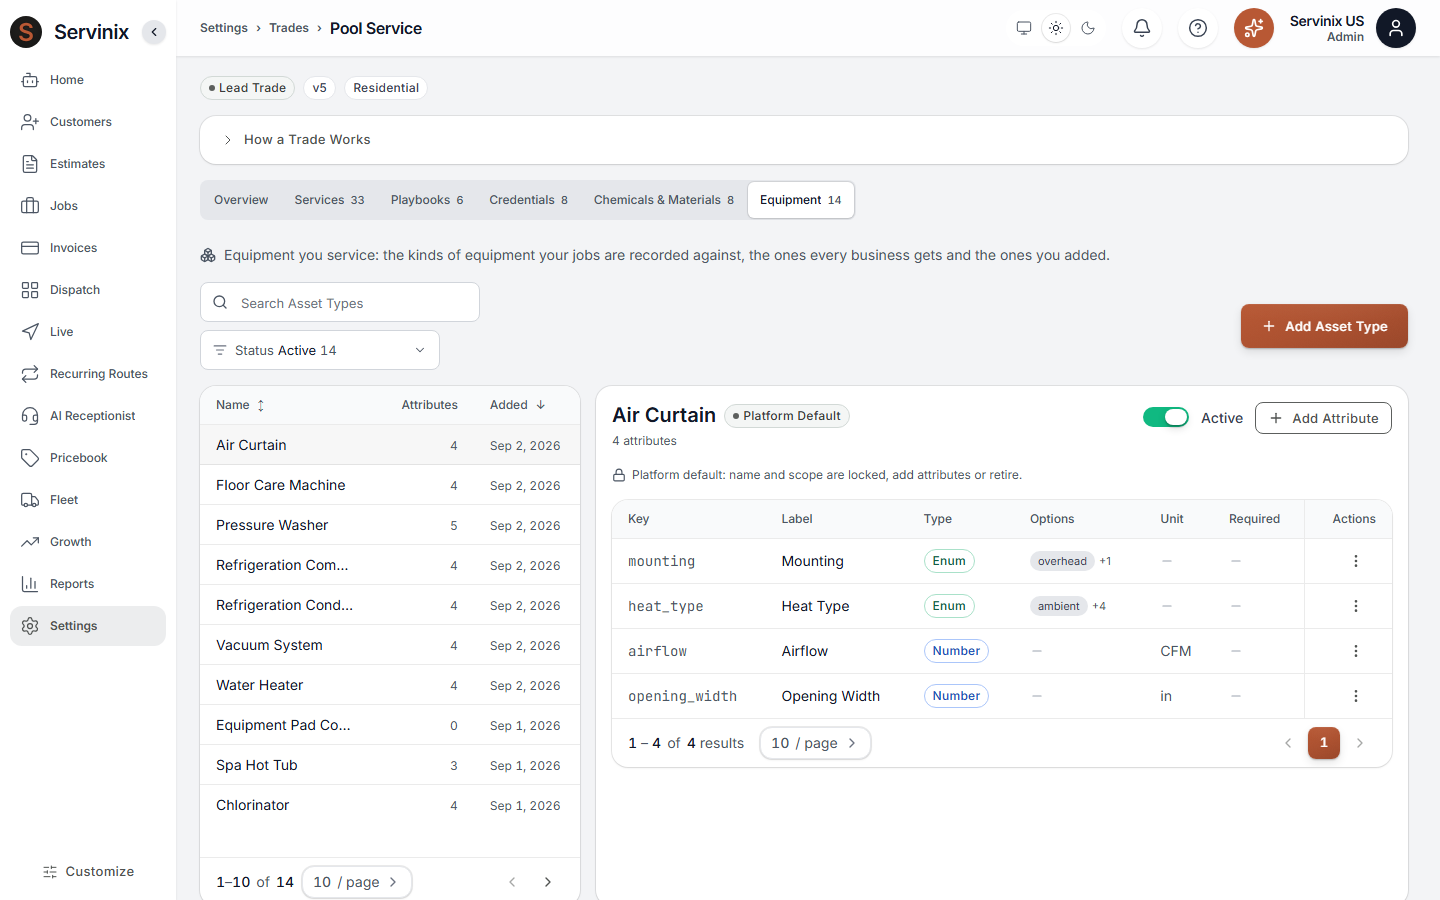 S Servinix
Settings › Trades › Pool Service
Servinix US
Admin
Home
Customers
Estimates
Jobs
Invoices
Dispatch
Live
Recurring Routes
AI Receptionist
Pricebook
Fleet
Growth
Reports
Settings
Customize
Lead Trade v5 Residential
How a Trade Works
Overview Services 33 Playbooks 6 Credentials 8 Chemicals & Materials 8 Equipment 14
Equipment you service: the kinds of equipment your jobs are recorded against, the ones every business gets and the ones you added.
Search Asset Types
Status Active 14
+ Add Asset Type
Name Attributes Added
Air Curtain 4 Sep 2, 2026
Floor Care Machine 4 Sep 2, 2026
Pressure Washer 5 Sep 2, 2026
Refrigeration Com... 4 Sep 2, 2026
Refrigeration Cond... 4 Sep 2, 2026
Vacuum System 4 Sep 2, 2026
Water Heater 4 Sep 2, 2026
Equipment Pad Co... 0 Sep 1, 2026
Spa Hot Tub 3 Sep 1, 2026
Chlorinator 4 Sep 1, 2026
1–10 of 14 10 / page
Air Curtain Platform Default
Active + Add Attribute
4 attributes
Platform default: name and scope are locked, add attributes or retire.
Key Label Type Options Unit Required Actions
mounting Mounting Enum overhead +1 — —
heat_type Heat Type Enum ambient +4 — —
airflow Airflow Number — CFM —
opening_width Opening Width Number — in —
1 – 4 of 4 results 10 / page 1